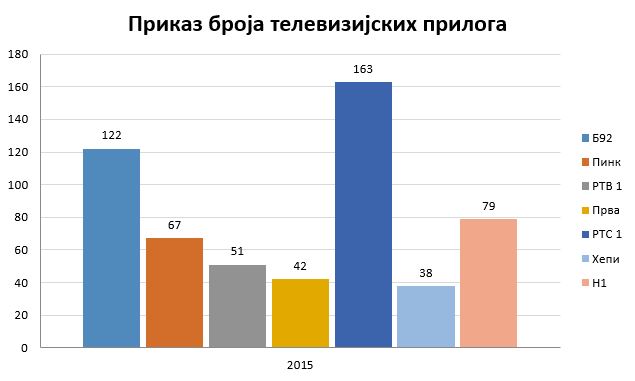 Приказ броја телевизијских прилога
180
160
140
120
100
80
60
40
20
0
122
67
51
42
163
38
79
2015
Б92
Пинк
РТВ 1
Прва
РТС 1
Хепи
Н1